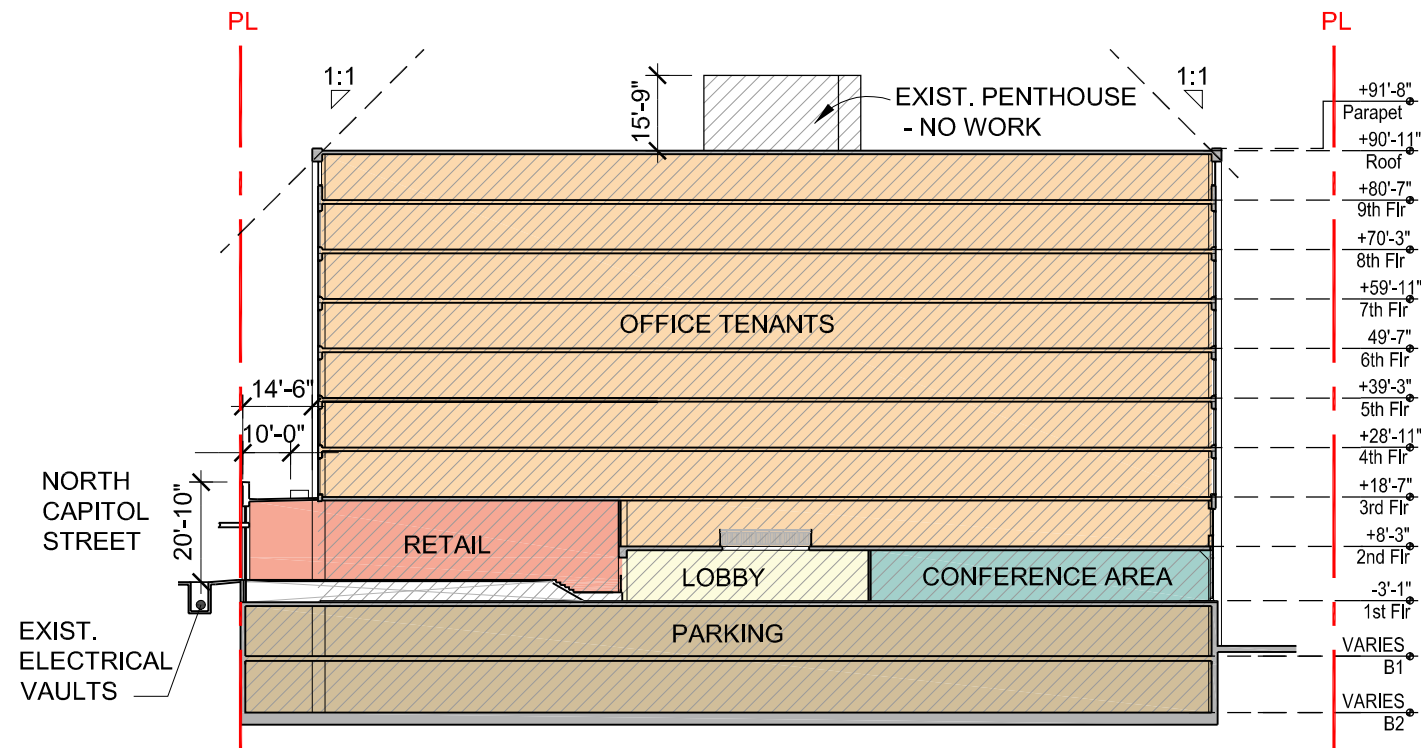 PL
PL
1:1
1:1
15'-9"
EXIST. PENTHOUSE
- NO WORK
+91'-8"
Parapet
+90'-11"
Roof
+80'-7"
9th Flr
+70'-3"
8th Flr
+59'-11"
7th Flr
OFFICE TENANTS
49'-7"
6th Flr
14'-6"
+39'-3"
5th Flr
10'-0"
+28'-11"
4th Flr
NORTH
CAPITOL
STREET
20'-10"
+18'-7"
3rd Flr
RETAIL
+8'-3"
2nd Flr
LOBBY
CONFERENCE AREA
-3'-1"
1st Flr
EXIST.
ELECTRICAL
VAULTS
PARKING
VARIES
B1
VARIES
B2